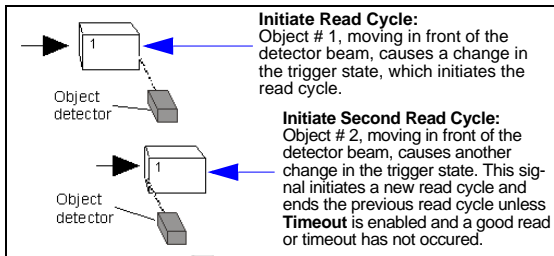 Initiate Read Cycle:
Object # 1, moving in front of the
detector beam, causes a change in
the trigger state, which initiates the
read cycle.
1
Object
detector
Initiate Second Read Cycle:
Object # 2, moving in front of the
detector beam, causes another
change in the trigger state. This sig-
nal initiates a new read cycle and
ends the previous read cycle unless
Timeout is enabled and a good read
or timeout has not occured.
1
Object
detector